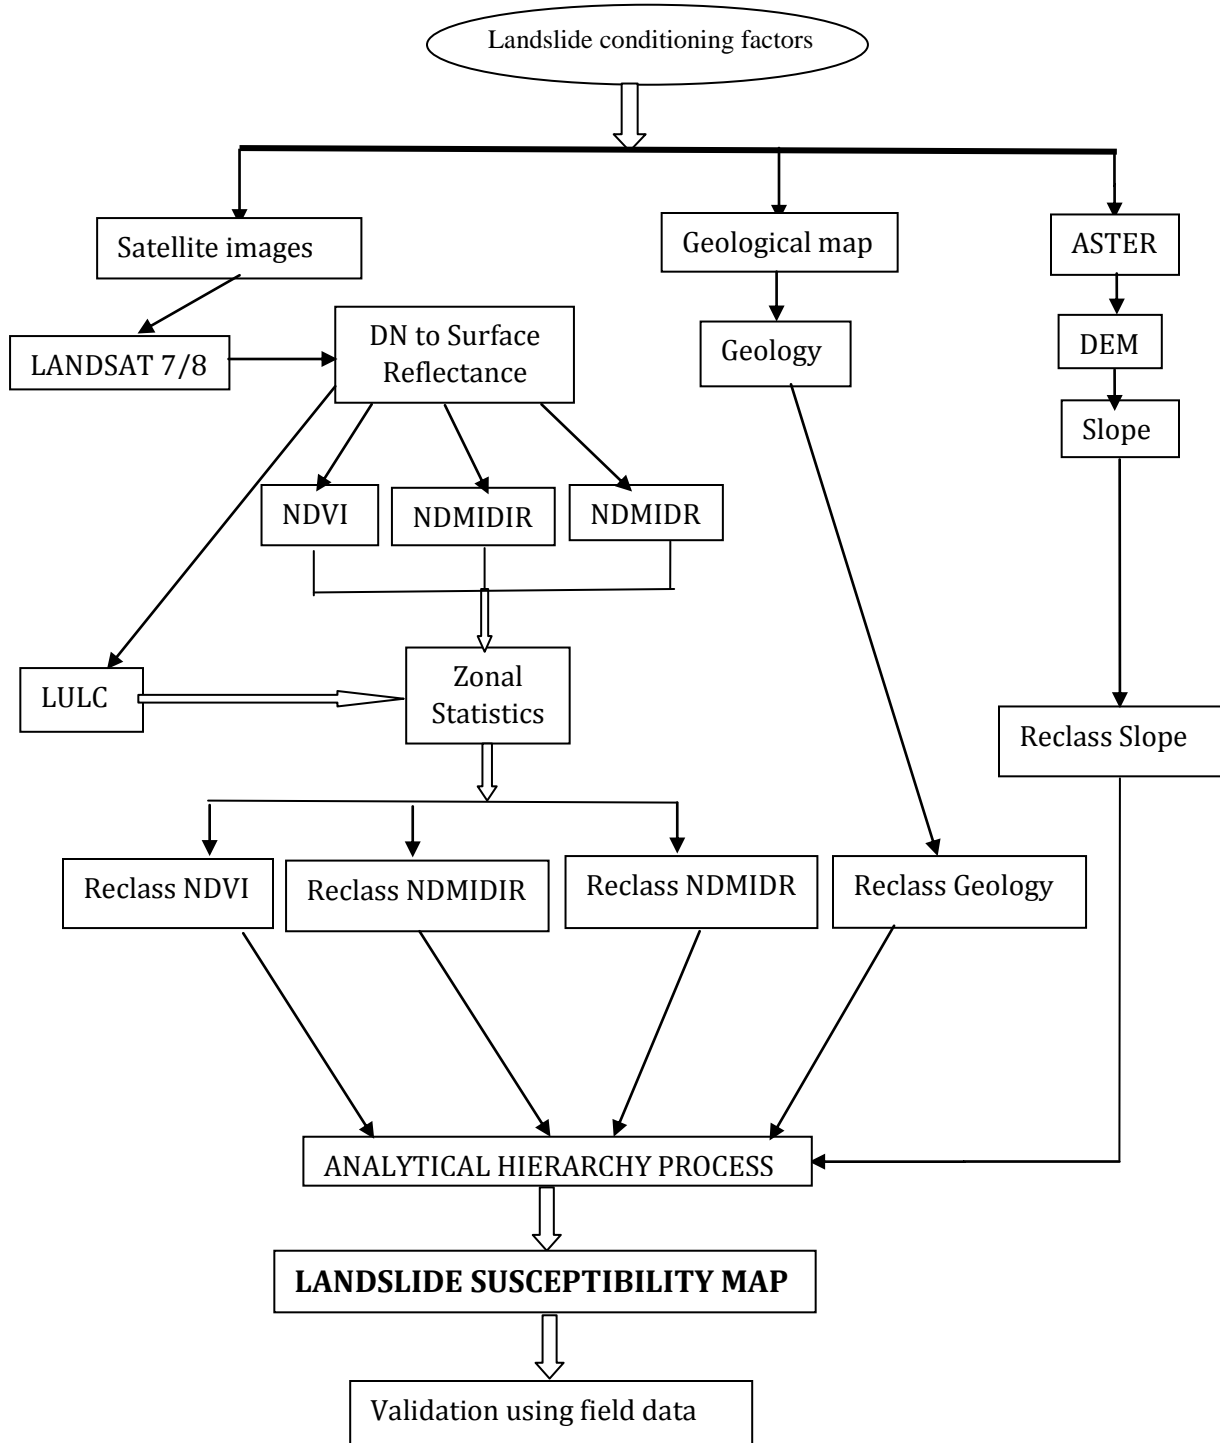 Landslide conditioning factors
Satellite images
Geological map
ASTER
LANDSAT 7/8
DN to Surface
Reflectance
Geology
DEM
Slope
NDVI
NDMIDIR
NDMIDR
LULC
Zonal
Statistics
Reclass Slope
Reclass NDVI
Reclass NDMIDIR
Reclass NDMIDR
Reclass Geology
ANALYTICAL HIERARCHY PROCESS
LANDSLIDE SUSCEPTIBILITY MAP
Validation using field data